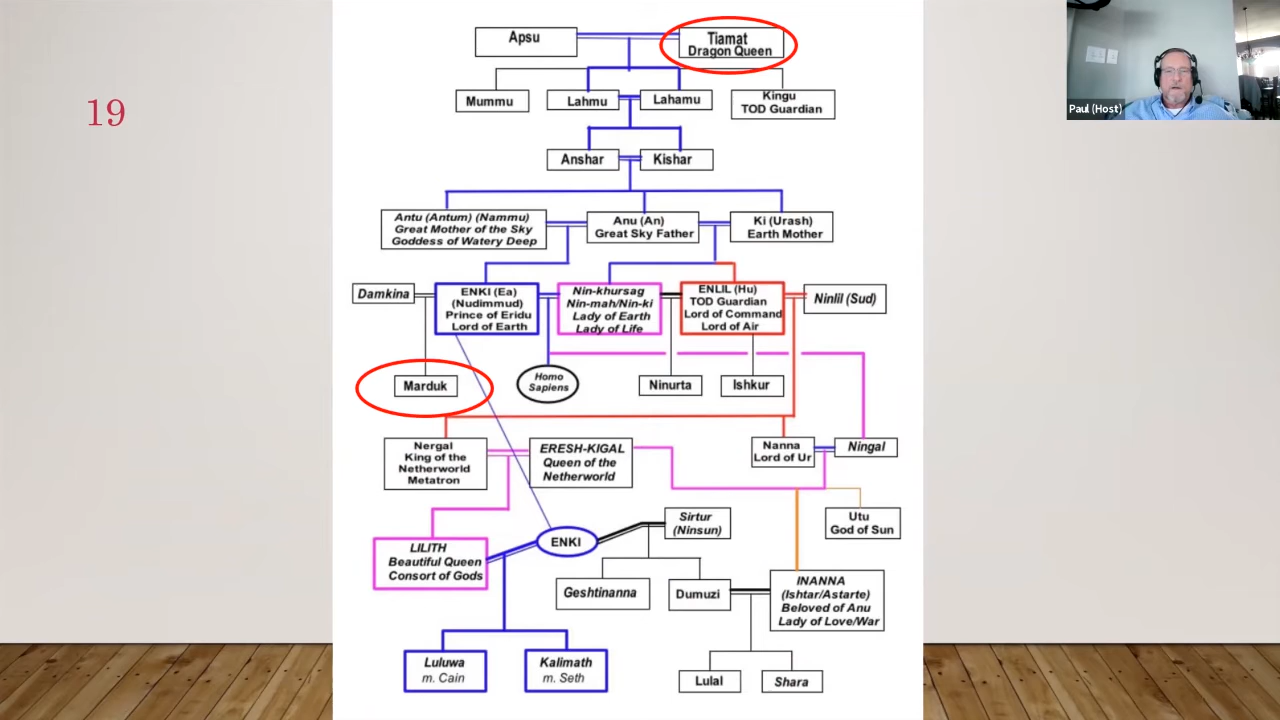 19
Paul (Host)
Apsu
Tiamat
Dragon Queen
Mummu
Lahmu
Lahamu
Kingu
TOD Guardian
Anshar
Kishar
Antu (Antum) (Nammu)
Great Mother of the Sky
Goddess of Watery Deep
Anu (An)
Great Sky Father
Ki (Urash)
Earth Mother
Damkina
ENKI (Ea)
(Nudimmud)
Prince of Eridu
Lord of Earth
Nin-khursag
Nin-mah/Nin-ki
Lady of Earth
Lady of Life
ENLIL (Hu)
TOD Guardian
Lord of Command
Lord of Air
Ninlil (Sud)
Marduk
Homo
Sapiens
Ninurta
Ishkur
Nergal
King of the
Netherworld
Metatron
ERESH-KIGAL
Queen of the
Netherworld
Nanna
Lord of Ur
Ningal
Utu
God of Sun
Sirtur
(Ninsun)
ENKI
LILITH
Beautiful Queen
Consort of Gods
Geshtinanna
Dumuzi
INANNA
(Ishtar/Astarte)
Beloved of Anu
Lady of Love/War
Luluwa
m. Cain
Kalimath
m. Seth
Lulal
Shara